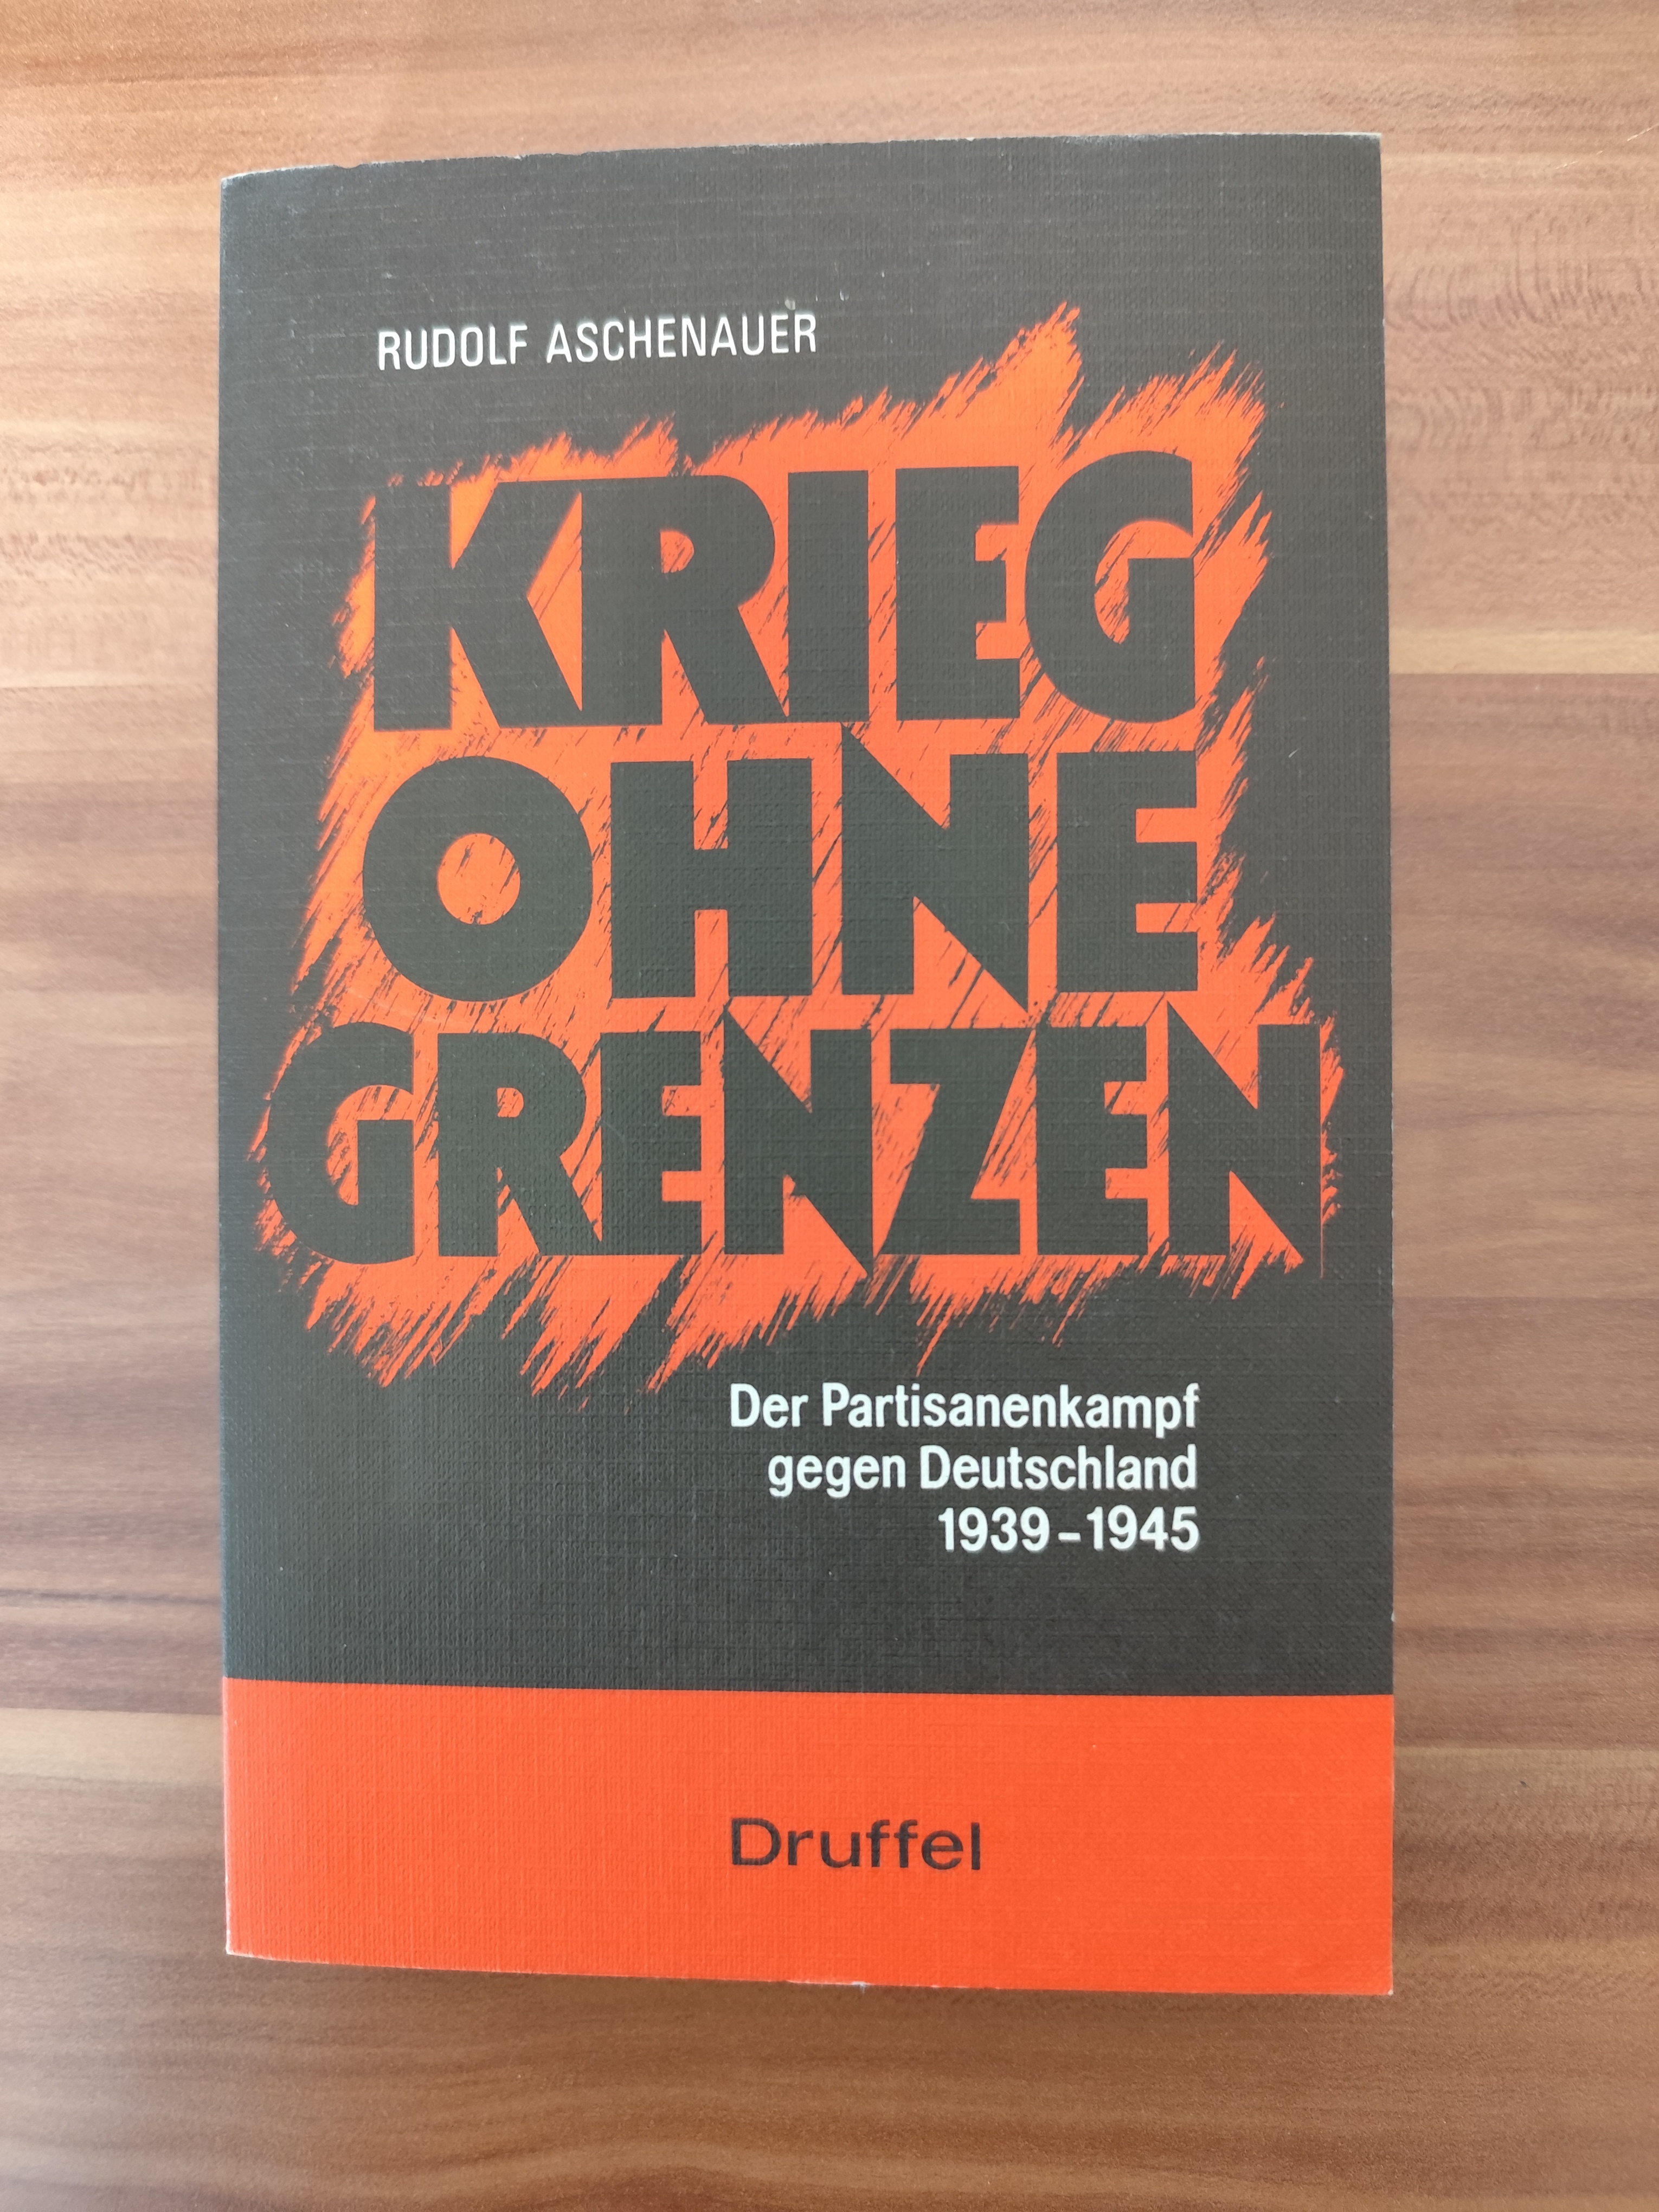 RUDOLF ASCHENAUER
KRIEG
OHNE
GRENZEN
Der Partisanenkampf
gegen Deutschland
1939-1945
Druffel